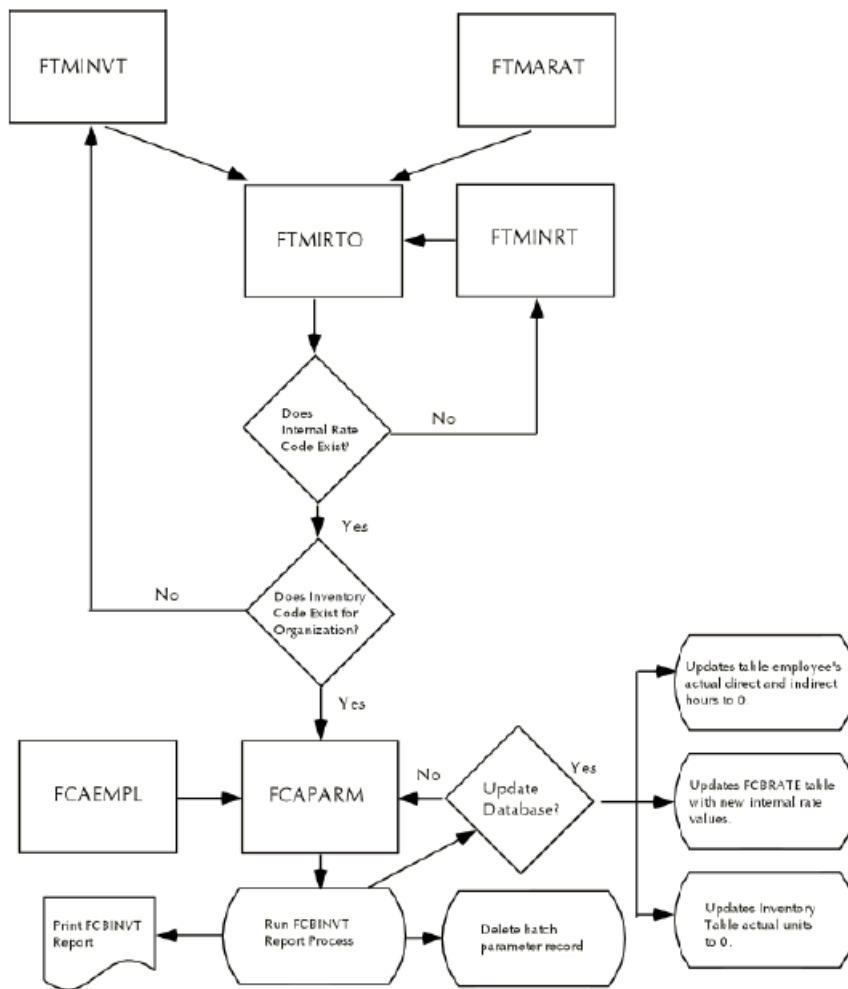 FTMINVT
FTMARAT
FTMIRTO
FTMINRT
Does
Internal Rate
Code Exist?
No
Yes
Does Inventory
Code Exist for
Organization?
No
Yes
Updates table employee's
actual direct and indirect
hours to 0.
FCAEMPL
FCAPARM
No
Update
Database?
Yes
Updates FCBRATE table
with new internal rate
values.
Print FCBINVT
Report
Run FCBINVT
Report Process
Delete batch
parameter record
Updates Inventory
Table actual units
to 0.